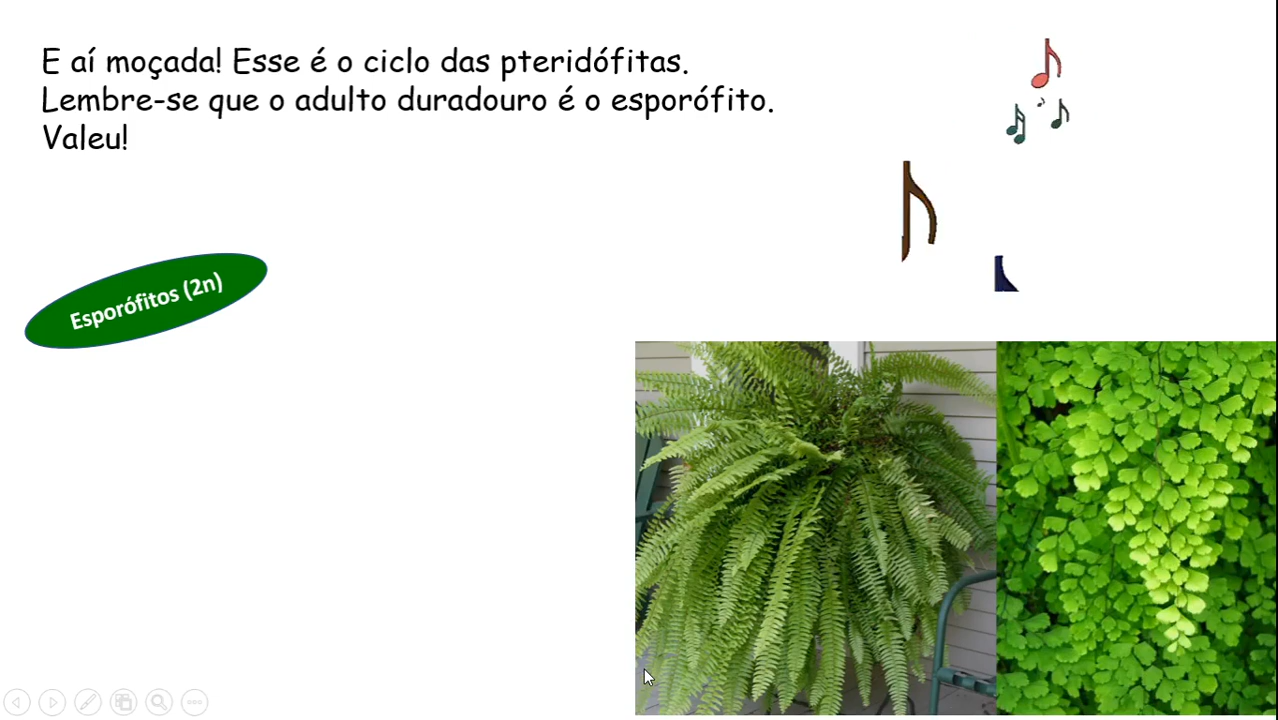 E aí moçada! Esse é o ciclo das pteridófitas.
Lembre-se que o adulto duradouro é o esporófito.
Valeu!
Esporófitos (2n)